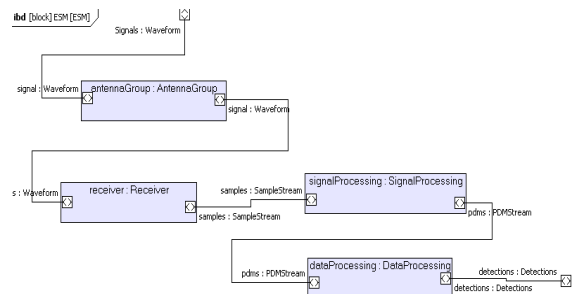 ibd [block] ESM [ESM]
Signals : Waveform
signal : Waveform
antennaGroup : AntennaGroup
signal : Waveform
s : Waveform
receiver : Receiver
samples : SampleStream
samples : SampleStream
signalProcessing : SignalProcessing
pdms : PDMStream
pdms : PDMStream
dataProcessing : DataProcessing
detections : Detections
detections : Detections